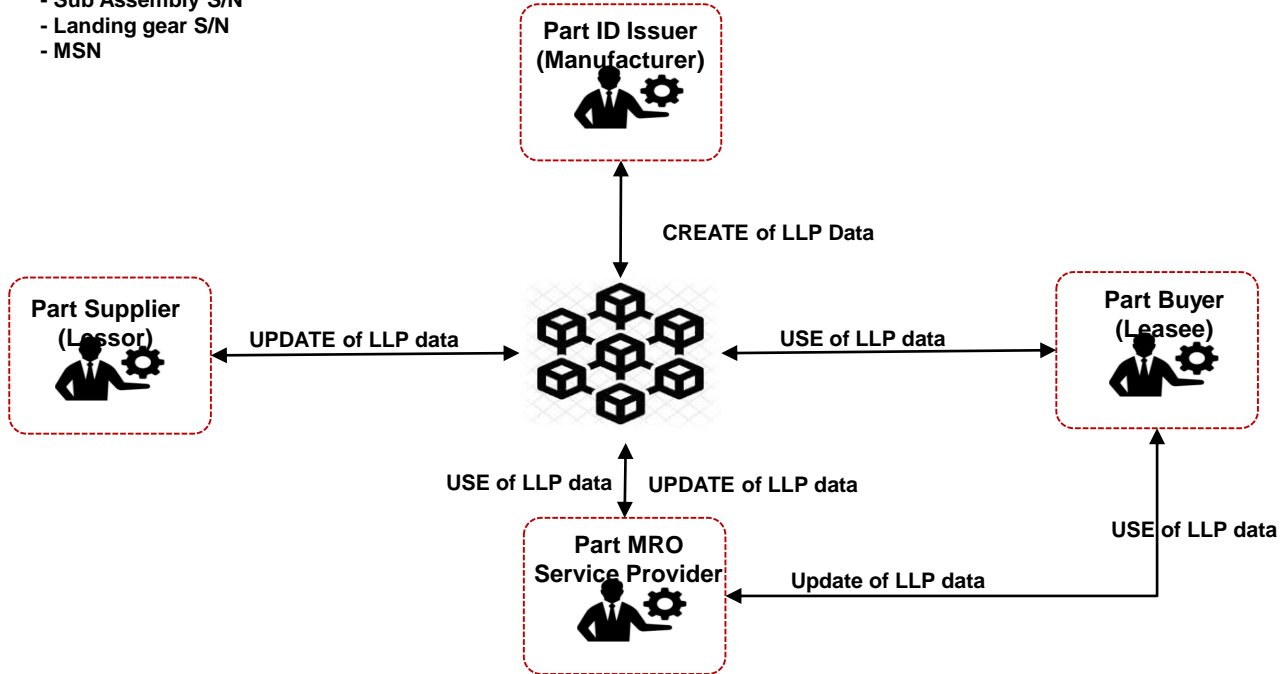 - Sub Assembly S/N
- Landing gear S/N
- MSN
Part ID Issuer
(Manufacturer)
CREATE of LLP Data
Part Supplier
(Lessor)
UPDATE of LLP data
USE of LLP data
Part Buyer
(Leasee)
USE of LLP data
UPDATE of LLP data
USE of LLP data
Part MRO
Service Provider
Update of LLP data